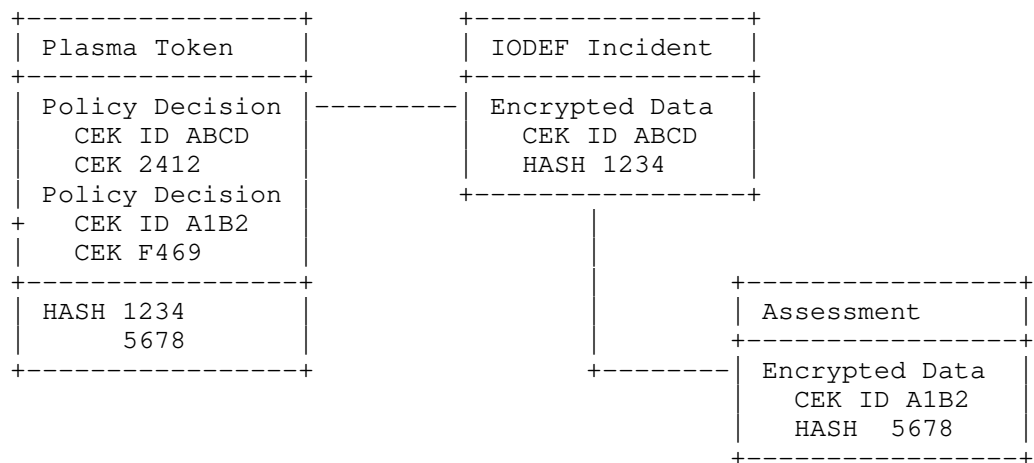 +-----------------+          +-----------------+
| Plasma Token    |          | IODEF Incident  |
+-----------------+          +-----------------+
| Policy Decision |---------| Encrypted Data  |
|   CEK ID ABCD   |          |   CEK ID ABCD   |
|   CEK 2412      |          |   HASH 1234     |
| Policy Decision |          +-----------------+
+   CEK ID A1B2   |                  |
|   CEK F469      |                  |
+-----------------+                  |        +-----------------+
| HASH 1234       |                  |        | Assessment      |
|      5678       |                  |        +-----------------+
+-----------------+                  +--------| Encrypted Data  |
|   CEK ID A1B2   |
|   HASH  5678    |
+-----------------+